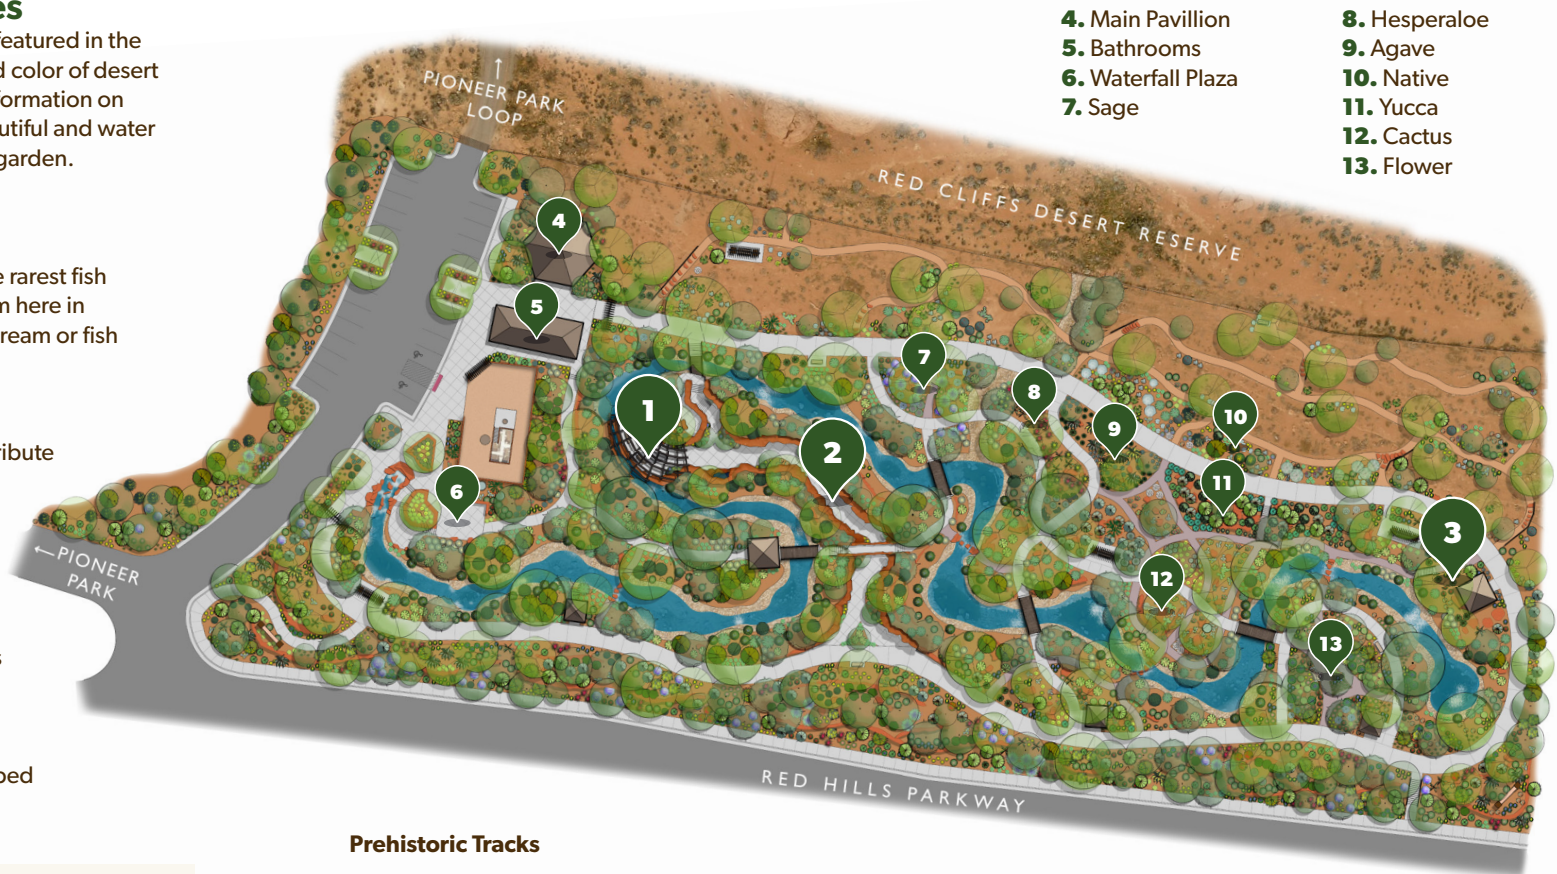 es
featured in the
d color of desert
formation on
utiful and water
garden.
e rarest fish
m here in
ream or fish
ribute
s
ped
4. Main Pavillion
5. Bathrooms
6. Waterfall Plaza
7. Sage
8. Hesperaloe
9. Agave
10. Native
11. Yucca
12. Cactus
13. Flower
↑
PIONEER PARK
LOOP
RED CLIFFS DESERT RESERVE
4
5
7
1
8
10
2
9
6
11
3
←PIONEER
PARK
12
13
RED HILLS PARKWAY
Prehistoric Tracks